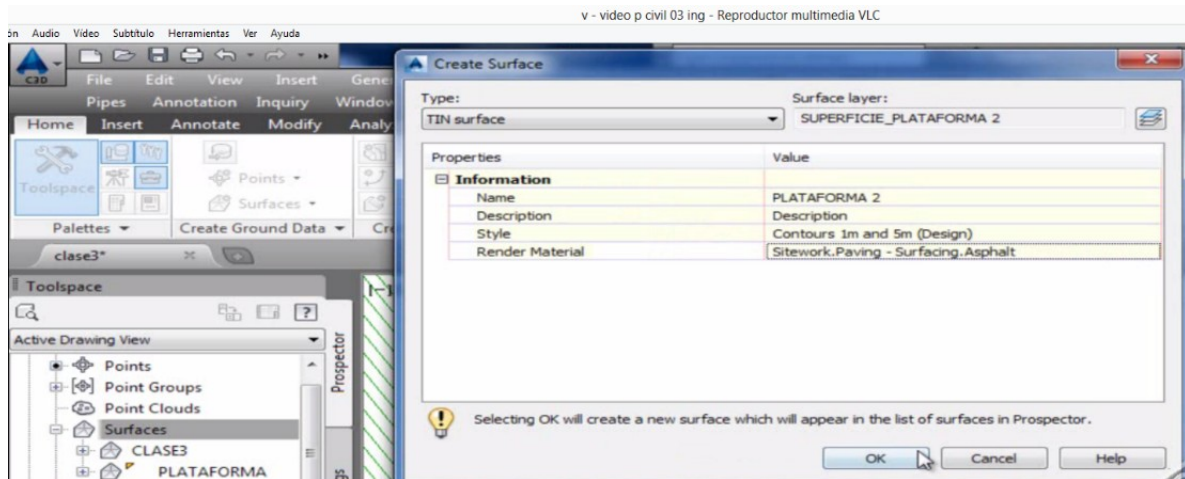 v - video p civil 03 ing - Reproductor multimedia VLC
ón Audio Vídeo Subtítulo Herramientas Ver Ayuda
C3D
File Edit View Insert Gene
Pipes Annotation Inquiry Window
Home Insert Annotate Modify Analy
Toolspace
Points
Surfaces
Palettes Create Ground Data Cr
clase3*
Toolspace
Active Drawing View
Prospector
Points
Point Groups
Point Clouds
Surfaces
CLASE3
PLATAFORMA
gs
Create Surface
Type: Surface layer:
TIN surface SUPERFICIE_PLATAFORMA 2
Properties Value
Information
Name PLATAFORMA 2
Description Description
Style Contours 1m and 5m (Design)
Render Material Sitework.Paving - Surfacing.Asphalt
Selecting OK will create a new surface which will appear in the list of surfaces in Prospector.
OK Cancel Help